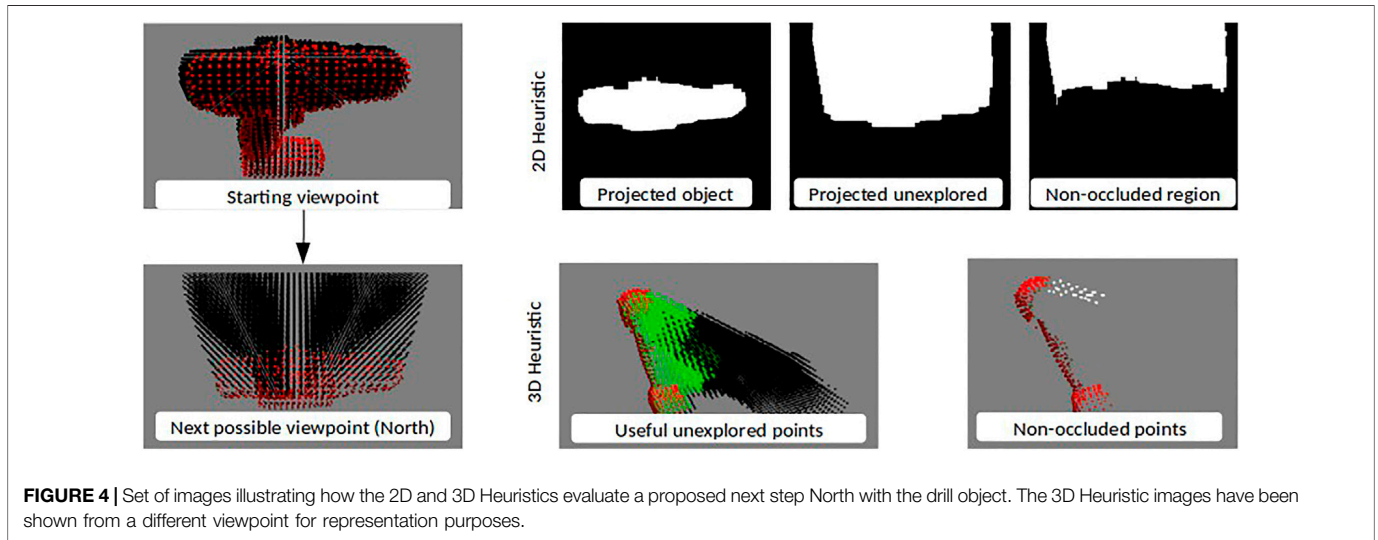 Starting viewpoint
2D Heuristic
Projected object
Projected unexplored
Non-occluded region
Next possible viewpoint (North)
3D Heuristic
Useful unexplored points
Non-occluded points
FIGURE 4 | Set of images illustrating how the 2D and 3D Heuristics evaluate a proposed next step North with the drill object. The 3D Heuristic images have been
shown from a different viewpoint for representation purposes.